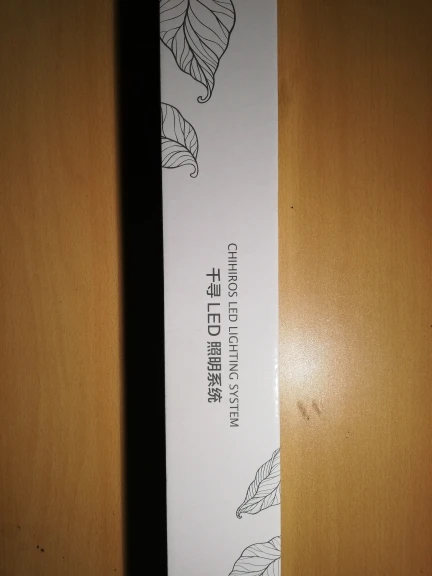 CHIHIROS LED LIGHTING SYSTEM
千寻 LED 照明系统